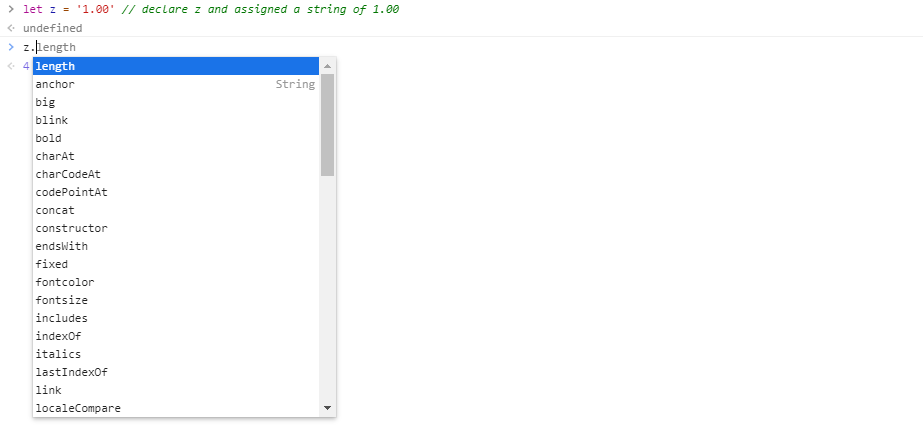 > let z = '1.00' // declare z and assigned a string of 1.00
< undefined
> z.length
< 4
length
anchor String
big
blink
bold
charAt
charCodeAt
codePointAt
concat
constructor
endsWith
fixed
fontcolor
fontsize
includes
indexOf
italics
lastIndexOf
link
localeCompare